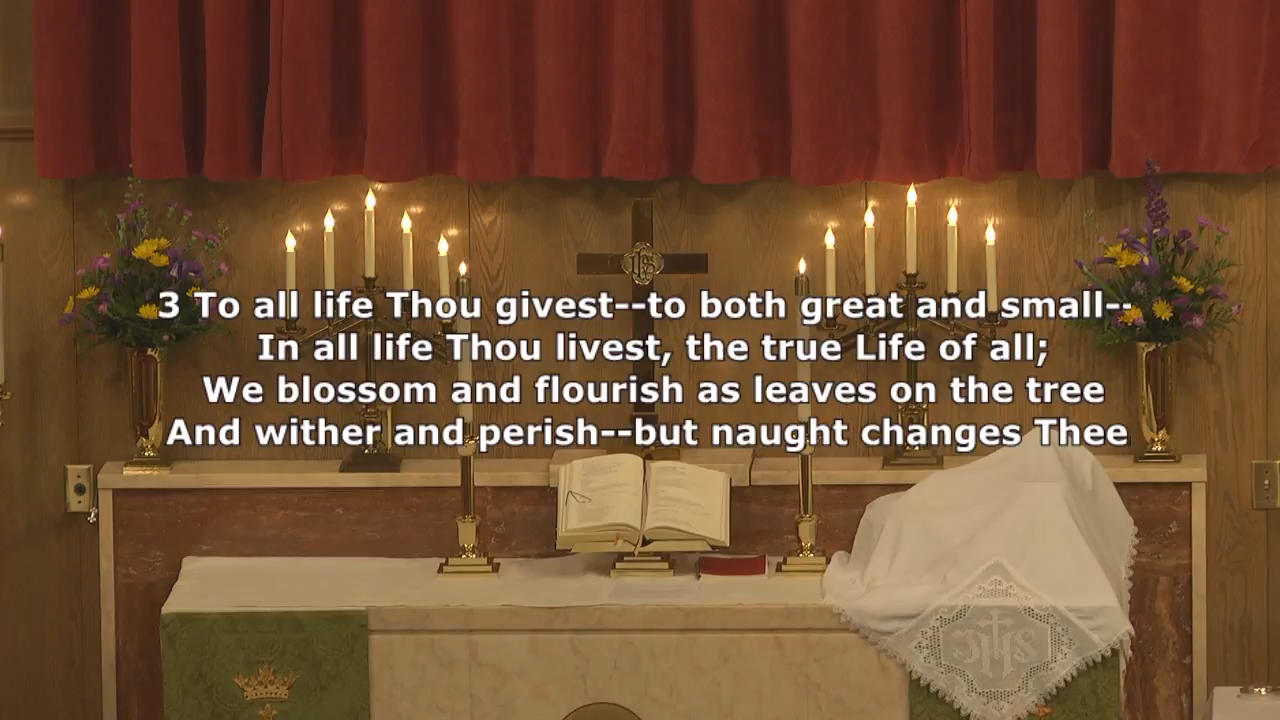 3 To all life Thou givest--to both great and small--
In all life Thou livest, the true Life of all;
We blossom and flourish as leaves on the tree
And wither and perish--but naught changes Thee
IHS
IHS